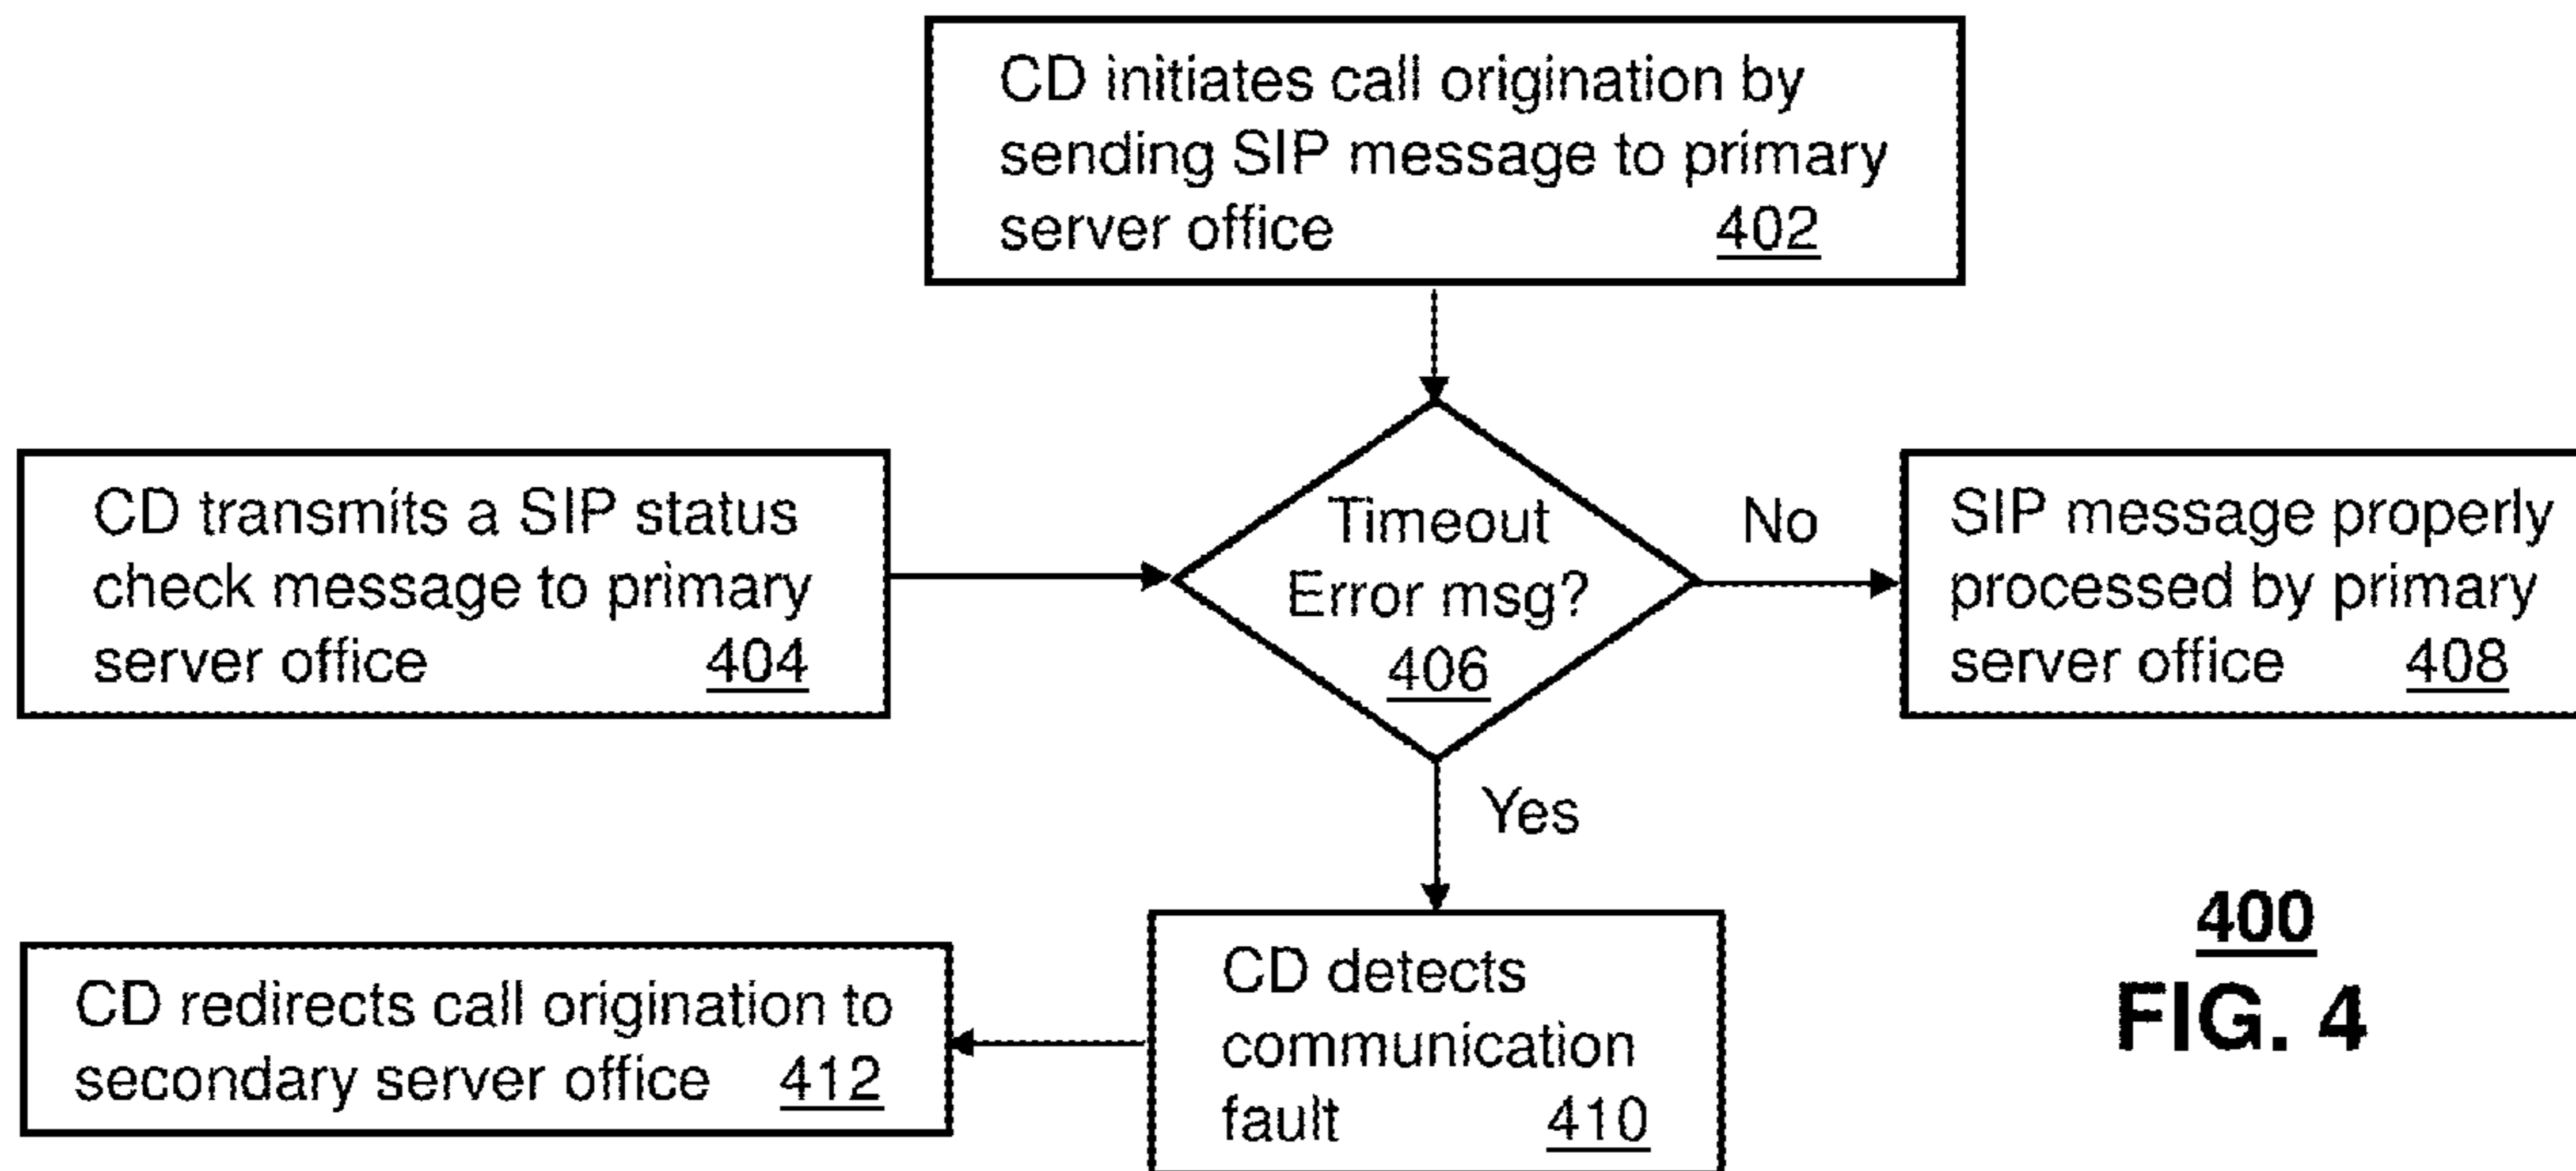 CD initiates call origination by
sending SIP message to primary
server office 402
CD transmits a SIP status
check message to primary
server office 404
Timeout
Error msg?
406
No
SIP message properly
processed by primary
server office 408
Yes
CD detects
communication
fault 410
CD redirects call origination to
secondary server office 412
400
FIG. 4